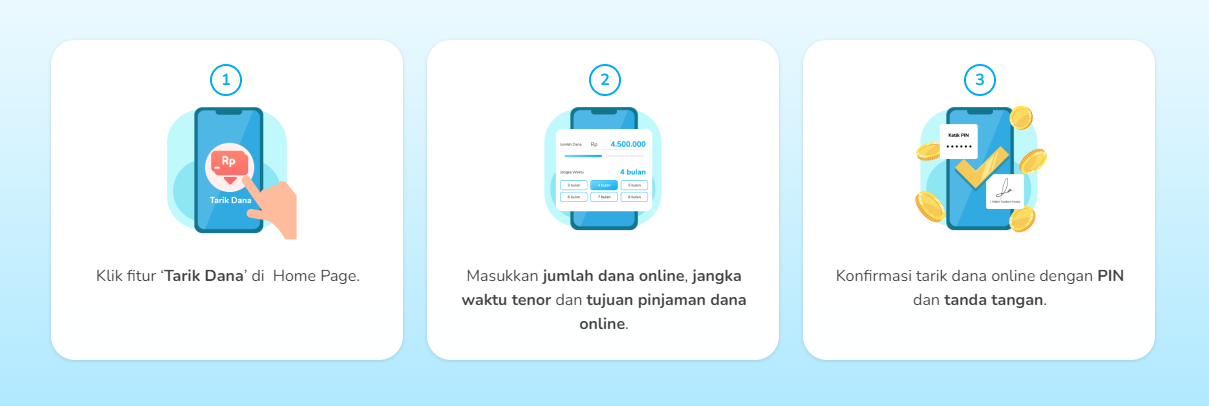 1
Rp
Tarik Dana
Klik fitur ‘Tarik Dana’ di Home Page.
2
Jumlah Dana Rp 4.500.000
Jangka Waktu 4 bulan
3 bulan 4 bulan 5 bulan
6 bulan 7 bulan 8 bulan
Masukkan jumlah dana online, jangka
waktu tenor dan tujuan pinjaman dana
online.
3
Ketik PIN
Konfirmasi tarik dana online dengan PIN
dan tanda tangan.